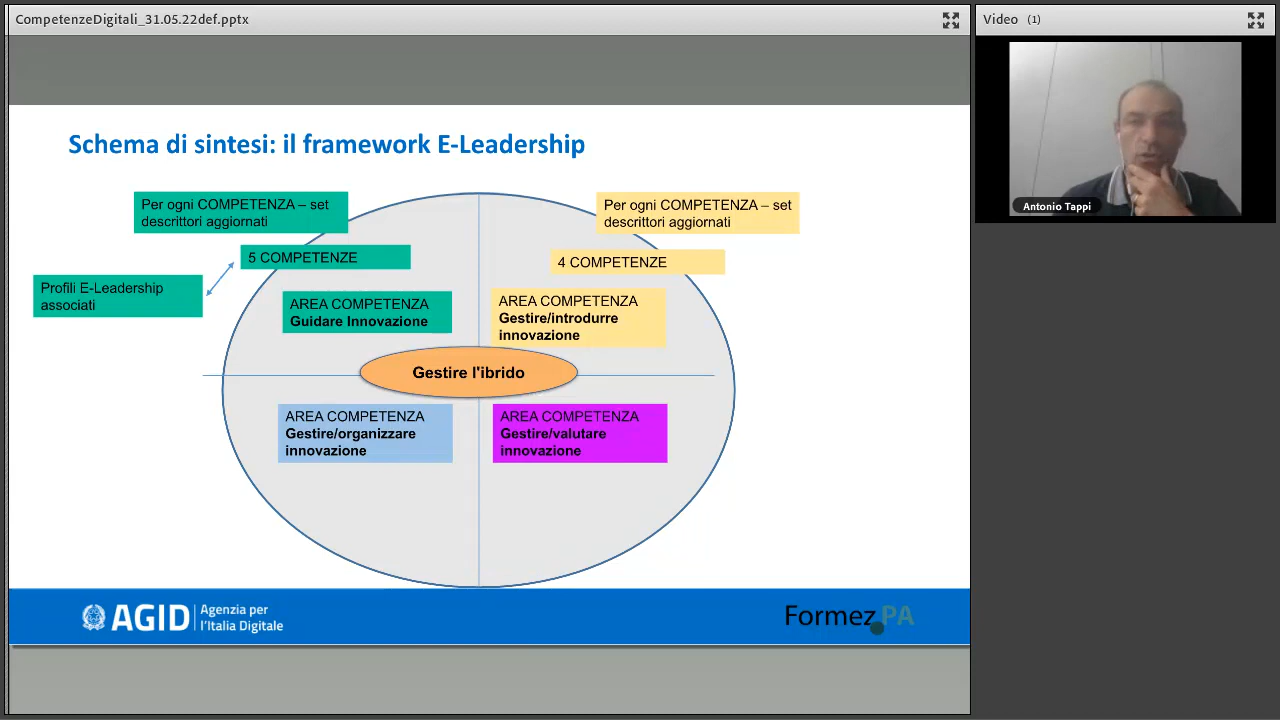 CompetenzeDigitali_31.05.22def.pptx
Video (1)
Antonio Tappi
Schema di sintesi: il framework E-Leadership
Per ogni COMPETENZA – set
descrittori aggiornati
5 COMPETENZE
Profili E-Leadership
associati
AREA COMPETENZA
Guidare Innovazione
Per ogni COMPETENZA – set
descrittori aggiornati
4 COMPETENZE
AREA COMPETENZA
Gestire/introdurre
innovazione
Gestire l'ibrido
AREA COMPETENZA
Gestire/organizzare
innovazione
AREA COMPETENZA
Gestire/valutare
innovazione
AGID
Agenzia per
l'Italia Digitale
Formez PA